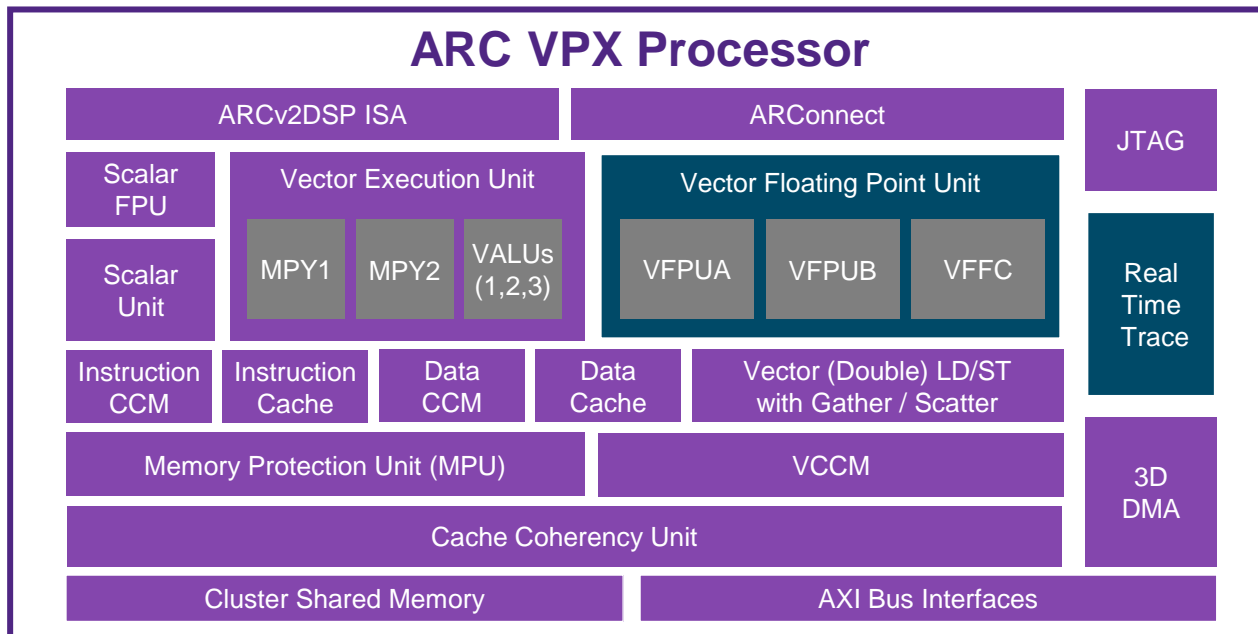 ARC VPX Processor
ARCv2DSP ISA
ARConnect
JTAG
Scalar
FPU
Vector Execution Unit
Vector Floating Point Unit
Scalar
Unit
MPY1
MPY2
VALUs
(1,2,3)
VFPUA
VFPUB
VFFC
Real
Time
Trace
Instruction
CCM
Instruction
Cache
Data
CCM
Data
Cache
Vector (Double) LD/ST
with Gather / Scatter
Memory Protection Unit (MPU)
VCCM
3D
DMA
Cache Coherency Unit
Cluster Shared Memory
AXI Bus Interfaces